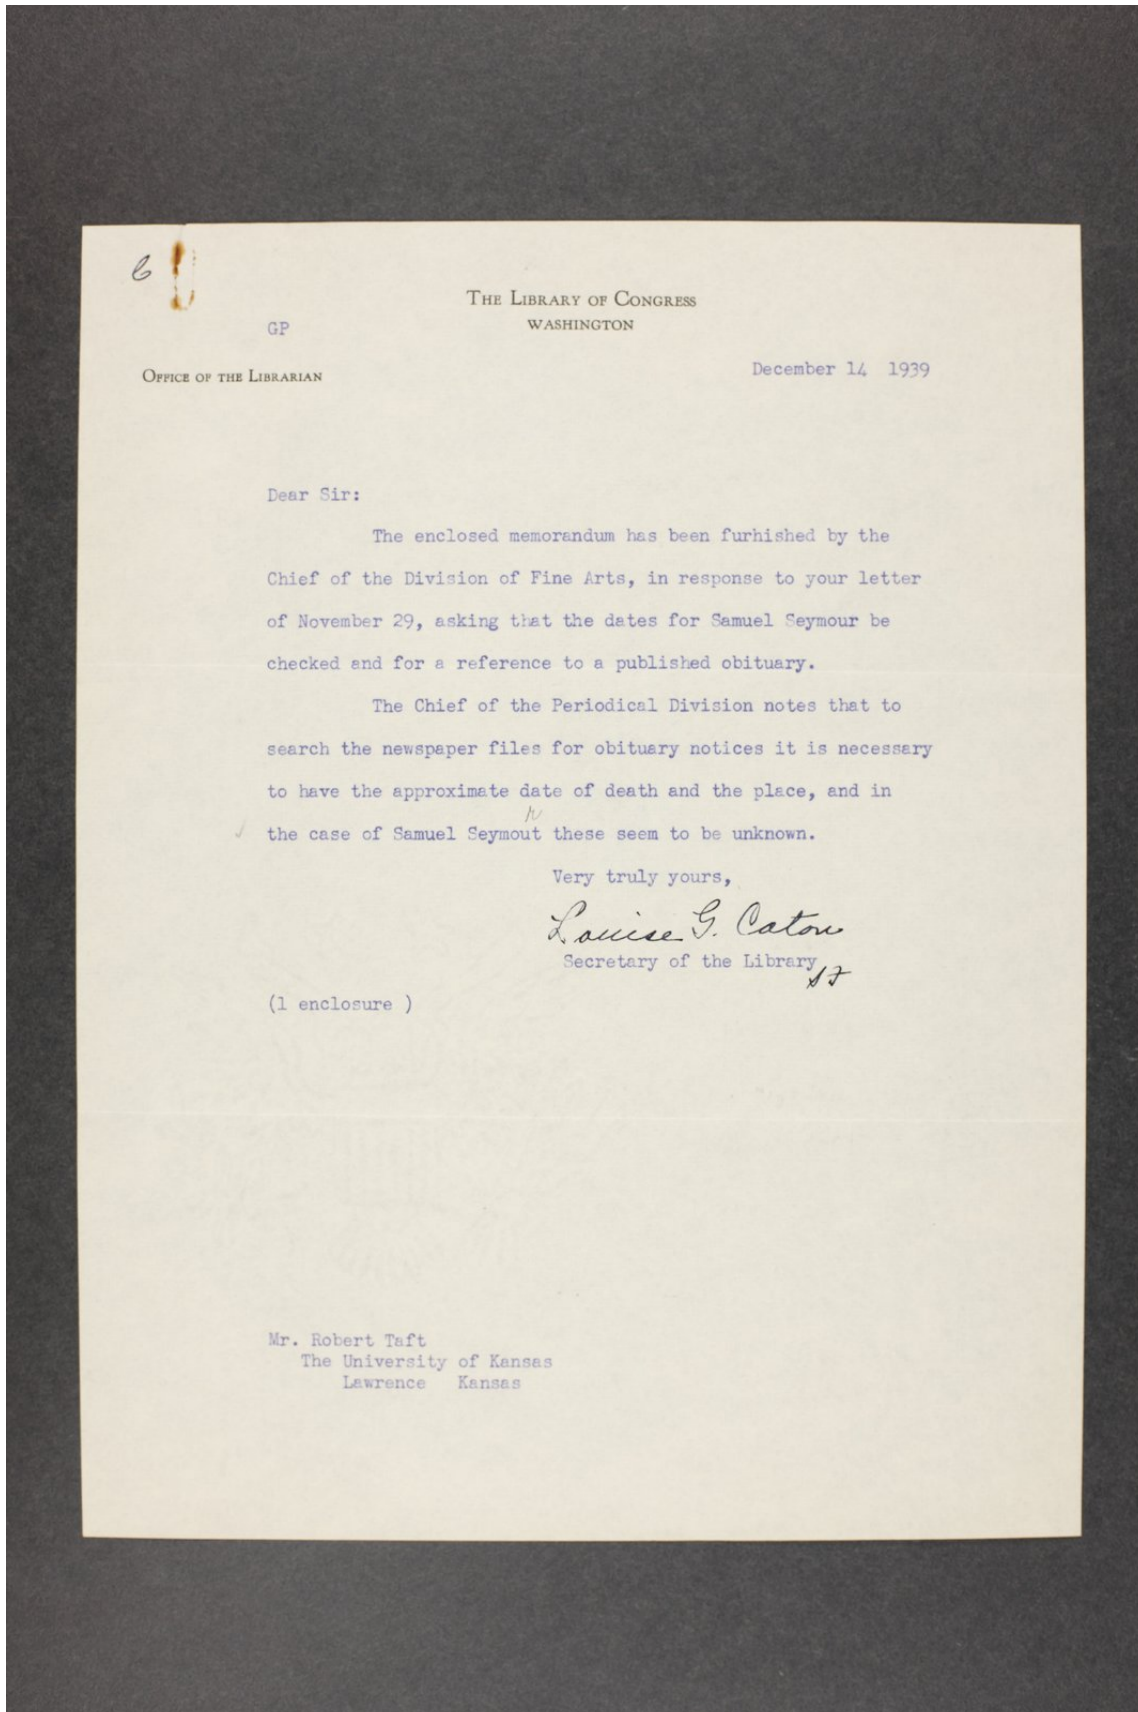 6
THE LIBRARY OF CONGRESS
WASHINGTON
GP
OFFICE OF THE LIBRARIAN
December 14 1939
Dear Sir:
The enclosed memorandum has been furhished by the
Chief of the Division of Fine Arts, in response to your letter
of November 29, asking that the dates for Samuel Seymour be
checked and for a reference to a published obituary.
The Chief of the Periodical Division notes that to
search the newspaper files for obituary notices it is necessary
to have the approximate date of death and the place, and in
r
the case of Samuel Seymout these seem to be unknown.
Very truly yours,
Louise G. Caton
Secretary of the Library
(1 enclosure )
Mr. Robert Taft
The University of Kansas
Lawrence Kansas